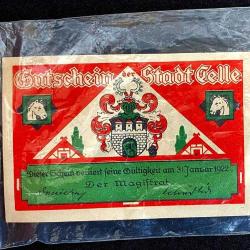 Gutschein der Stadt Celle
Dieser Schein verliert seine Gültigkeit am 31. Januar 1922.
Der Magistrat